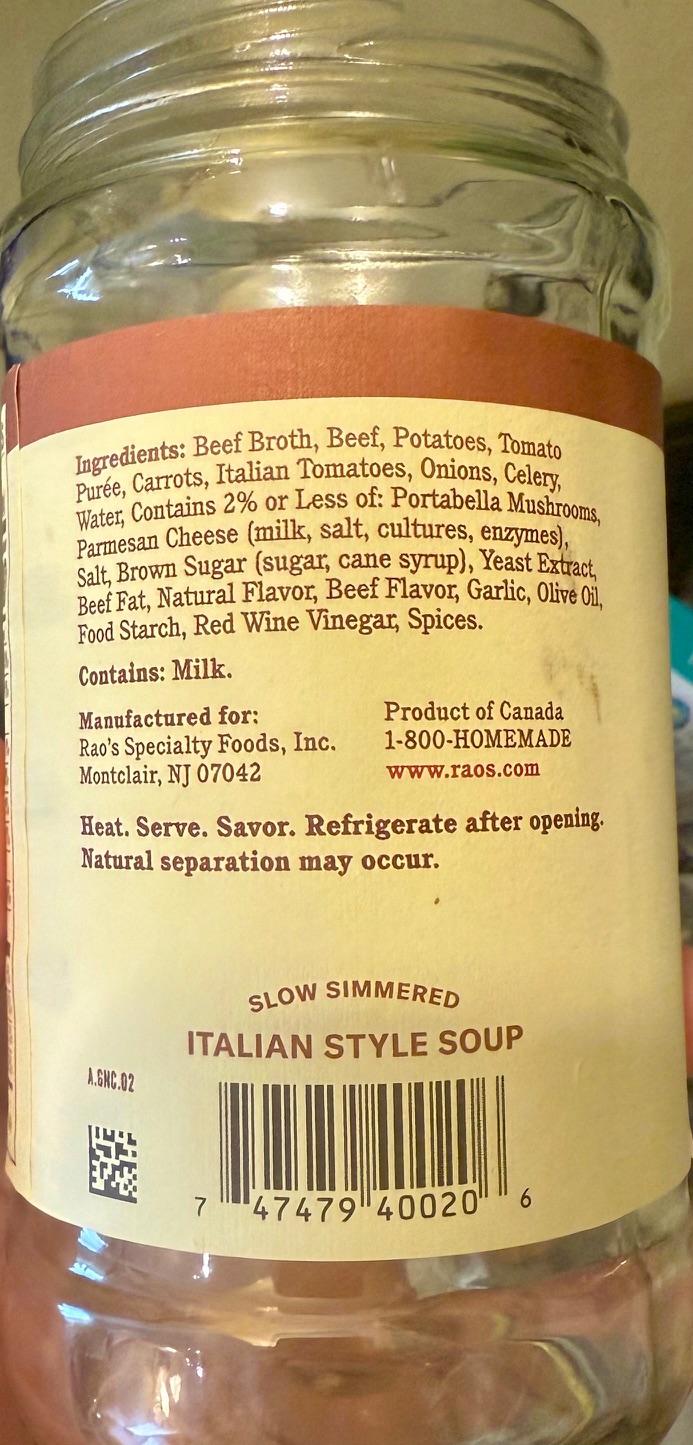 Ingredients: Beef Broth, Beef, Potatoes, Tomato
Purée, Carrots, Italian Tomatoes, Onions, Celery,
Water, Contains 2% or Less of: Portabella Mushrooms,
Parmesan Cheese (milk, salt, cultures, enzymes),
Salt, Brown Sugar (sugar, cane syrup), Yeast Extract,
Beef Fat, Natural Flavor, Beef Flavor, Garlic, Olive Oil,
Food Starch, Red Wine Vinegar, Spices.
Contains: Milk.
Manufactured for:
Rao's Specialty Foods, Inc.
Montclair, NJ 07042
Product of Canada
1-800-HOMEMADE
www.raos.com
Heat. Serve. Savor. Refrigerate after opening.
Natural separation may occur.
SLOW SIMMERED
ITALIAN STYLE SOUP
7 47479 40020 6